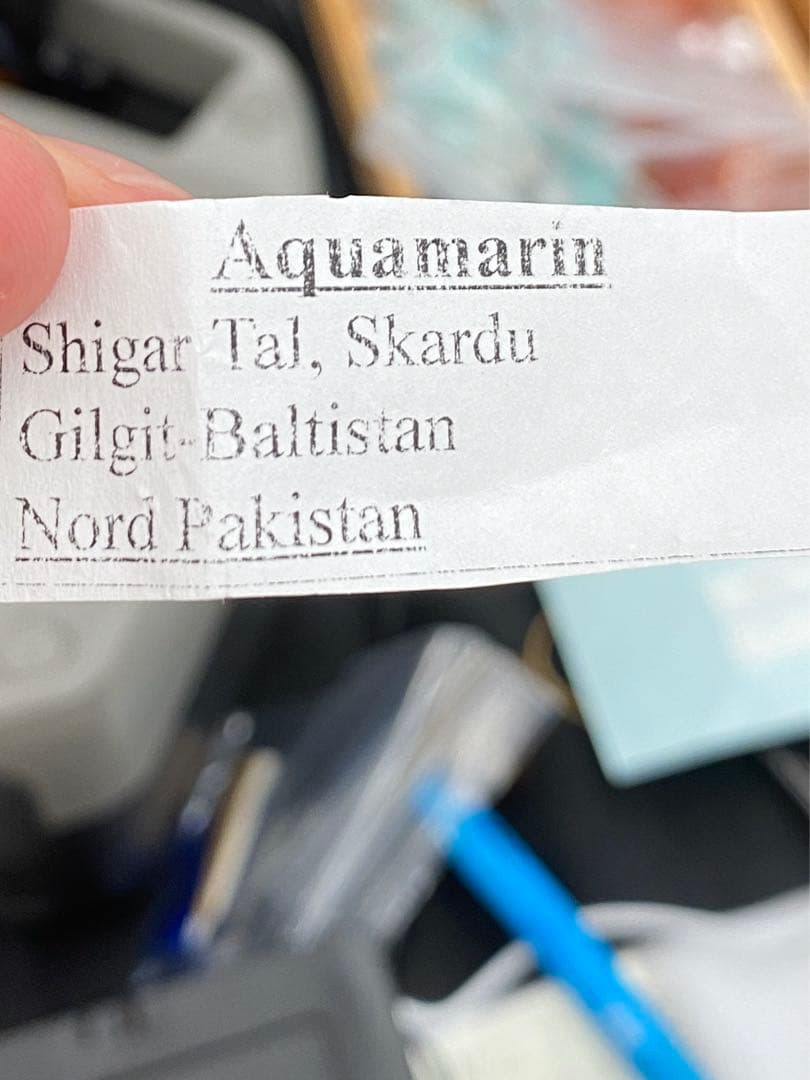 Aquamarin
Shigar Tal, Skardu
Gilgit-Baltistan
Nord Pakistan